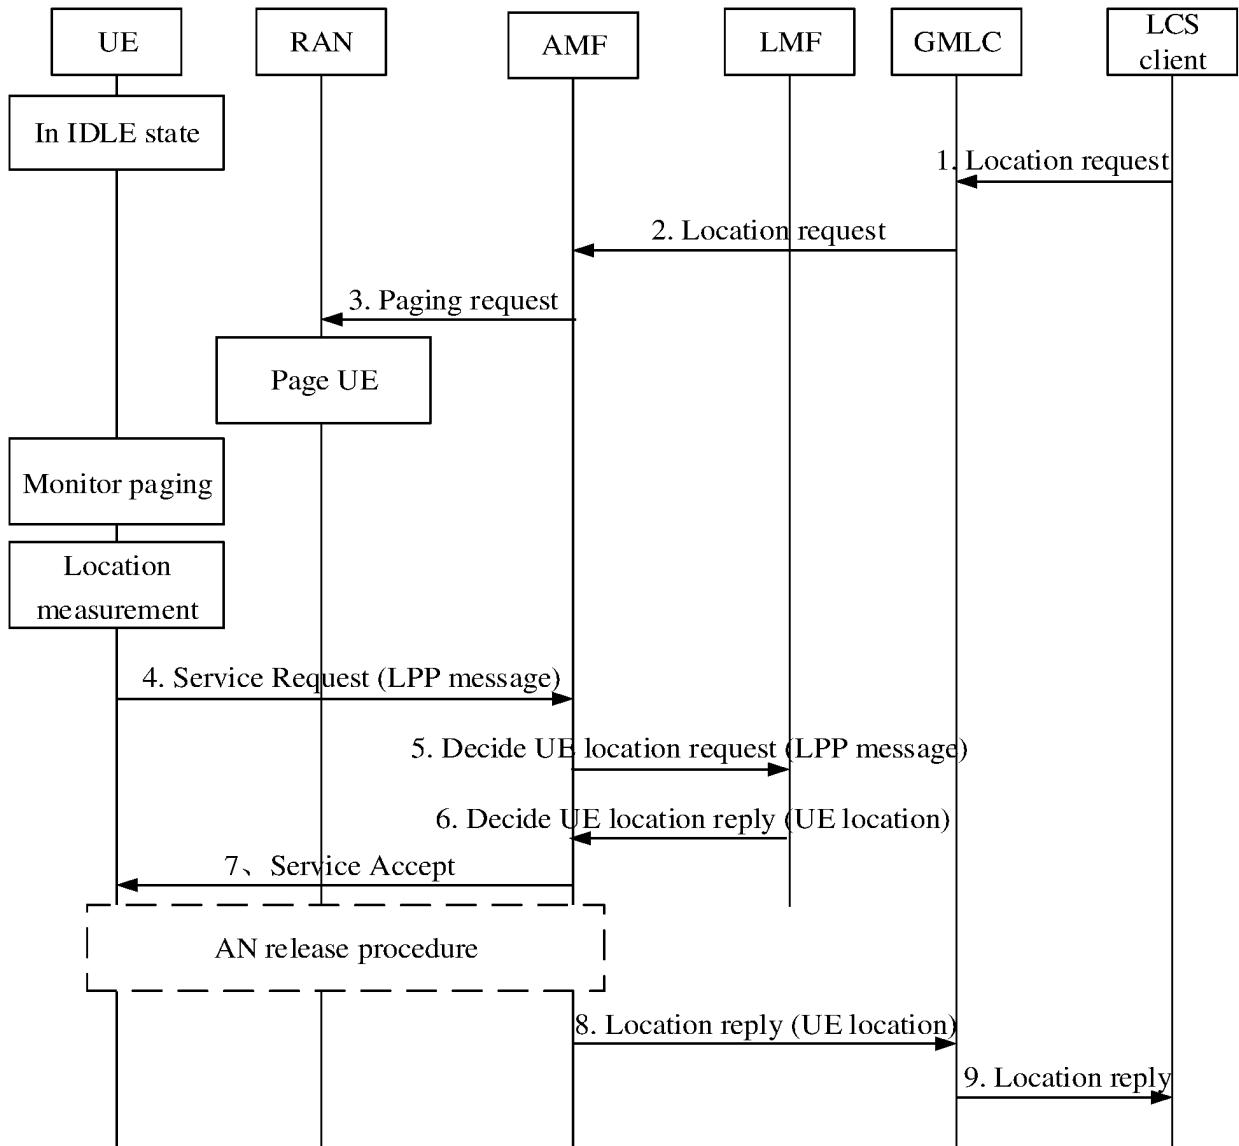 UE
RAN
AMF
LMF
GMLC
LCS
client
In IDLE state
1. Location request
2. Location request
3. Paging request
Page UE
Monitor paging
Location
measurement
4. Service Request (LPP message)
5. Decide UE location request (LPP message)
6. Decide UE location reply (UE location)
7、Service Accept
AN release procedure
8. Location reply (UE location)
9. Location reply